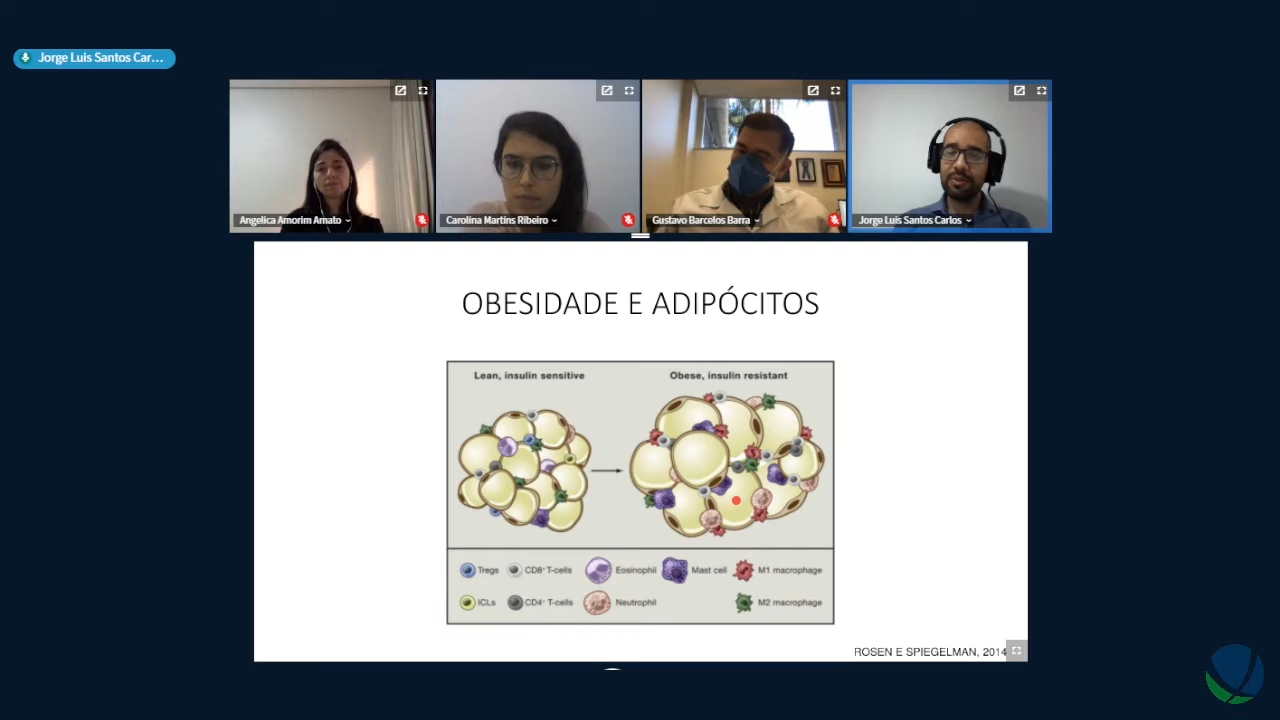 Jorge Luis Santos Car...
Angelica Amorim Amato
Carolina Martins Ribeiro
Gustavo Barcelos Barra
Jorge Luis Santos Carlos
OBESIDADE E ADIPÓCITOS
Lean, insulin sensitive
Obese, insulin resistant
Tregs CD8+ T-cells Eosinophil Mast cell M1 macrophage
ICLs CD4+ T-cells Neutrophil M2 macrophage
ROSEN E SPIEGELMAN, 2014